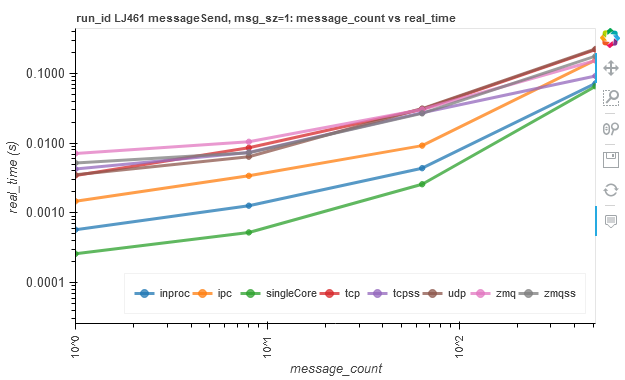 run_id LJ461 messageSend, msg_sz=1: message_count vs real_time
real_time (s)
0.1000
0.0100
0.0010
0.0001
inproc ipc singleCore tcp tcpss udp zmq zmqss
10^0 10^1 10^2
message_count